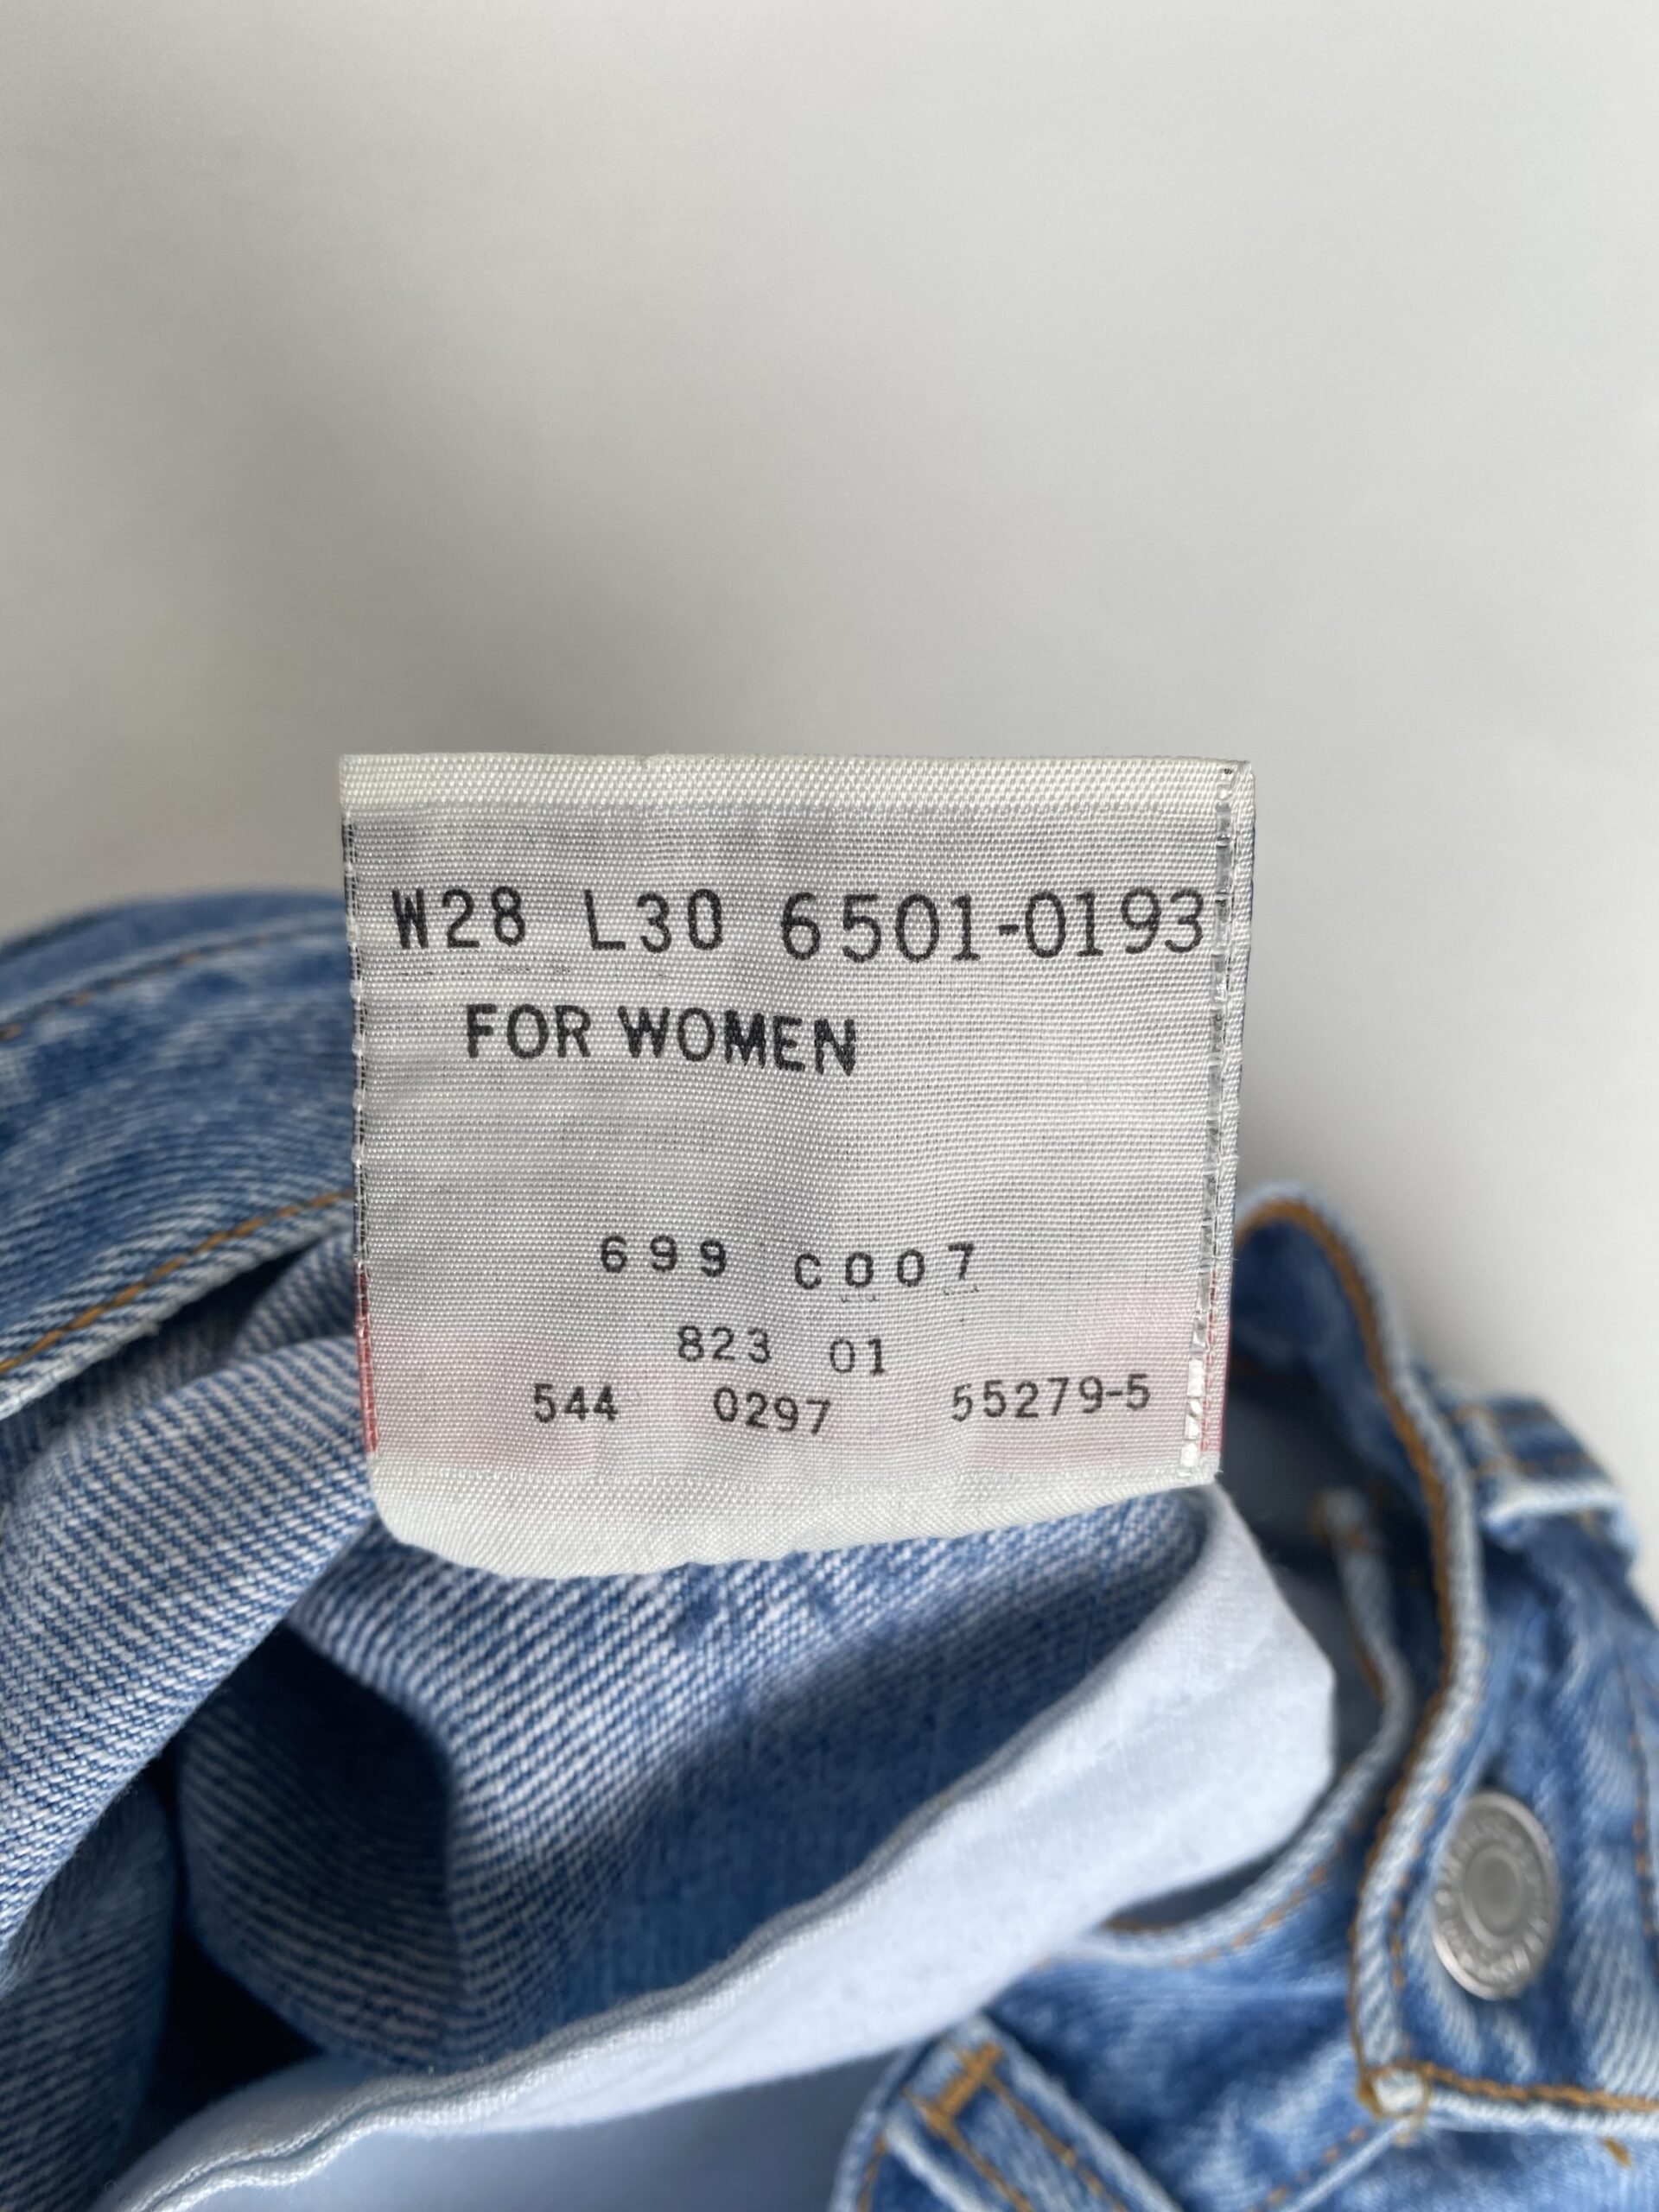 W28 L30 6501-0193
FOR WOMEN
699 C007
823 01
544 0297 55279-5